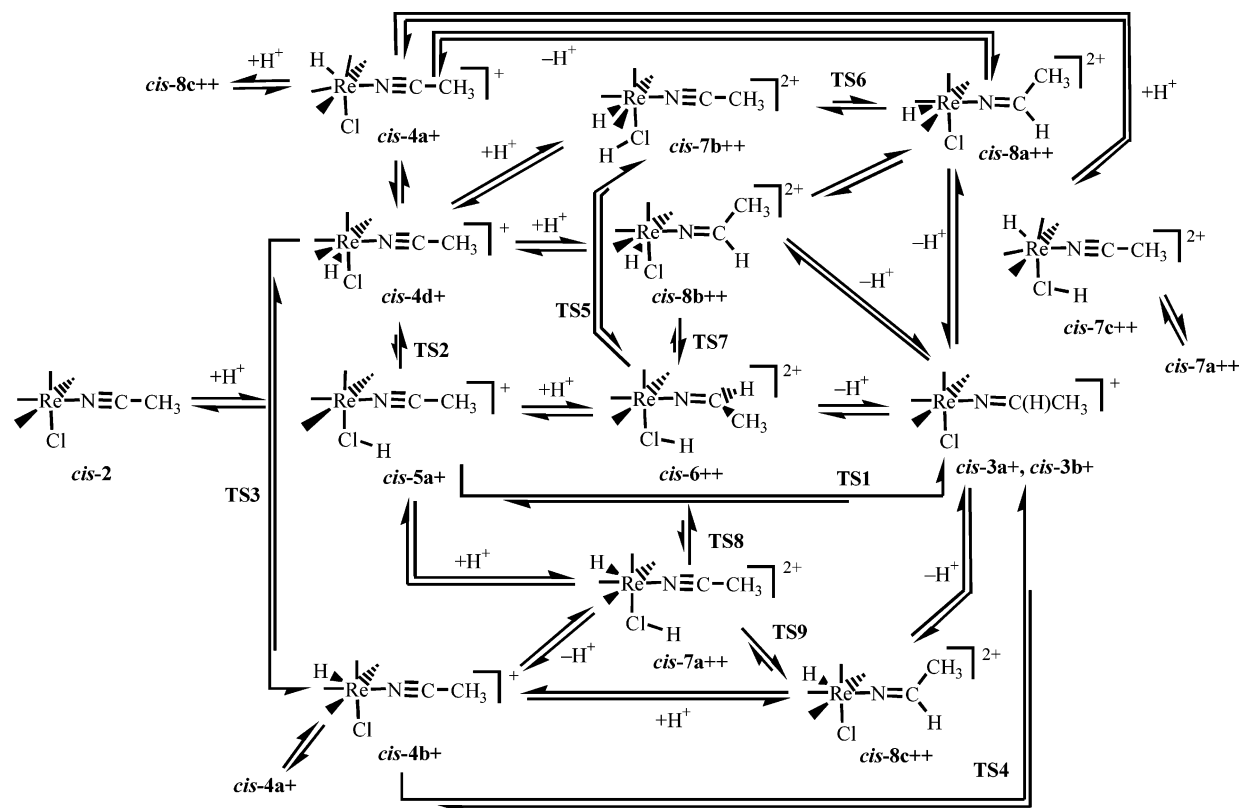 +H⁺
cis-8c++
H
Re
N
C
CH₃
+
Cl
cis-4a+
–H⁺
Re
N
C
CH₃
2+
H
Cl
H
cis-7b++
TS6
Re
N
C
CH₃
2+
H
Cl
H
cis-8a++
+H⁺
+H⁺
Re
N
C
CH₃
+
H
Cl
cis-4d+
+H⁺
Re
N
C
CH₃
2+
H
Cl
H
cis-8b++
–H⁺
–H⁺
H
Re
N
C
CH₃
2+
Cl
H
cis-7c++
cis-7a++
TS5
TS2
TS7
Re
N
C
CH₃
Cl
cis-2
+H⁺
Re
N
C
CH₃
+
Cl
H
cis-5a+
+H⁺
Re
N
C
H
CH₃
2+
Cl
H
cis-6++
–H⁺
Re
N
C(H)CH₃
+
Cl
cis-3a+, cis-3b+
TS3
TS1
+H⁺
TS8
H
Re
N
C
CH₃
2+
Cl
H
cis-7a++
–H⁺
–H⁺
TS9
H
Re
N
C
CH₃
+
Cl
cis-4b+
+H⁺
H
Re
N
C
CH₃
2+
Cl
H
cis-8c++
cis-4a+
TS4